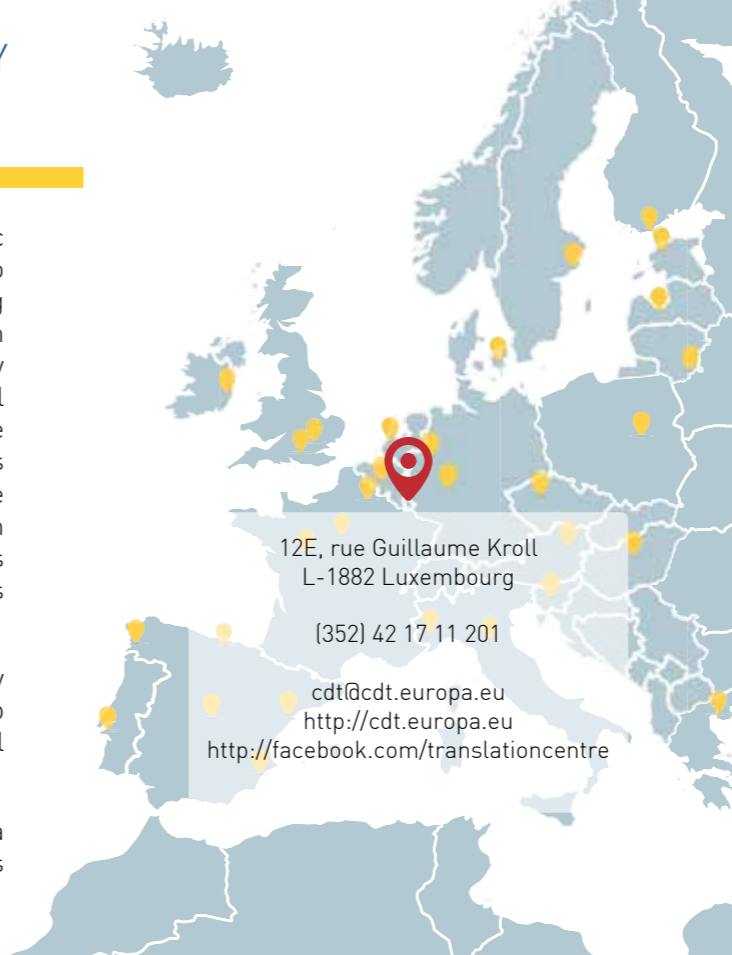 12E, rue Guillaume Kroll
L-1882 Luxembourg
(352) 42 17 11 201
cdt@cdt.europa.eu
http://cdt.europa.eu
http://facebook.com/translationcentre